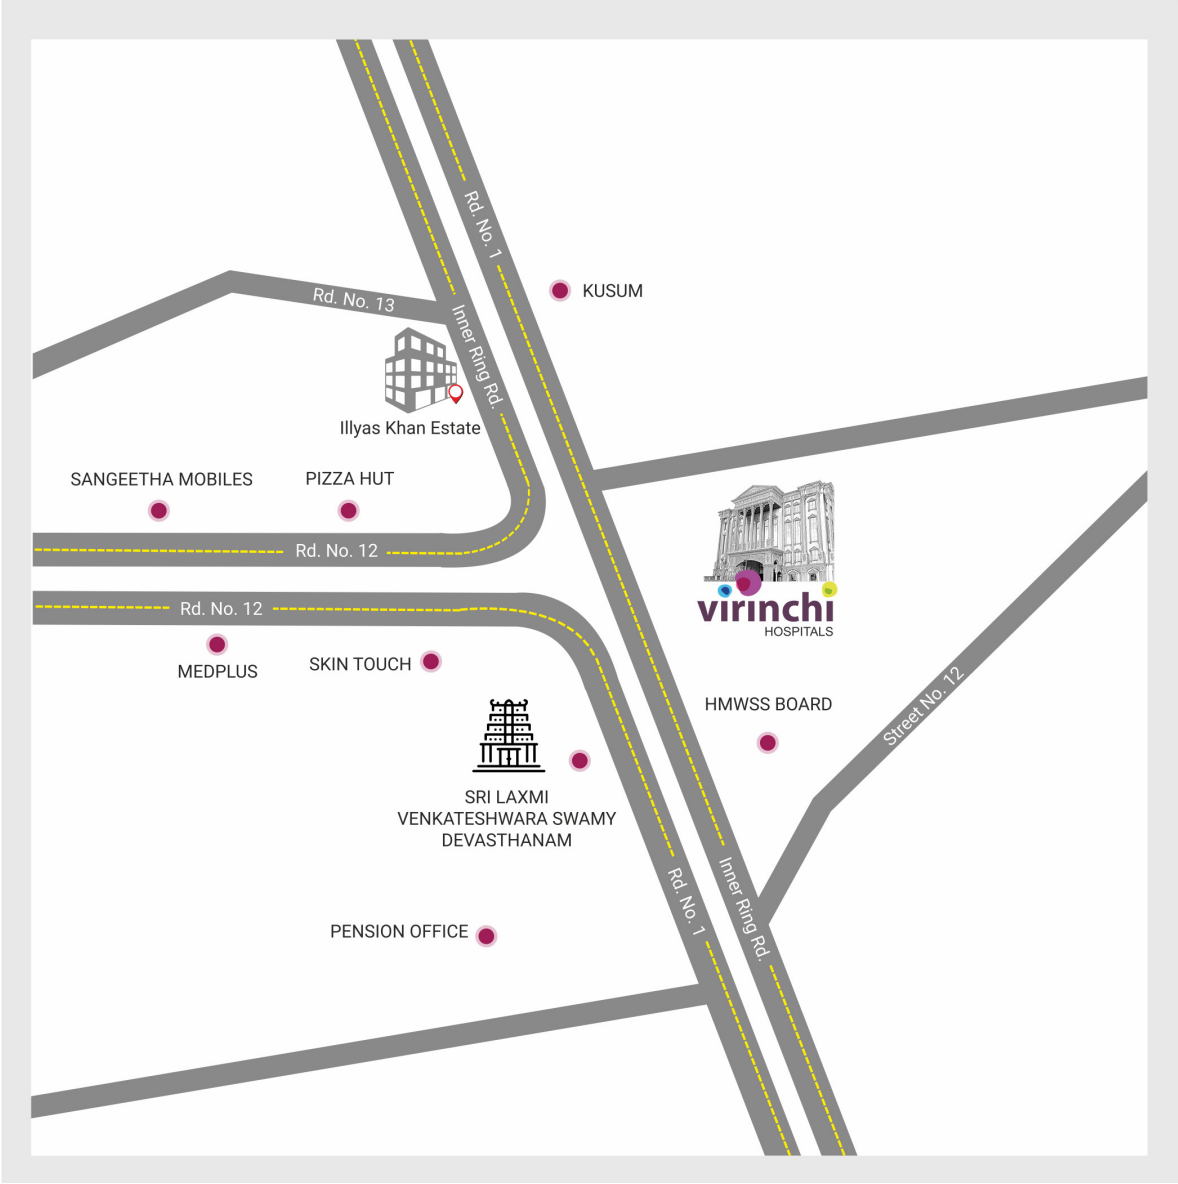 Rd. No. 1
KUSUM
Rd. No. 13
Inner Ring Rd.
Illyas Khan Estate
SANGEETHA MOBILES
PIZZA HUT
Rd. No. 12
Rd. No. 12
virinchi
HOSPITALS
MEDPLUS
SKIN TOUCH
HMWSS BOARD
Street No. 12
SRI LAXMI
VENKATESHWARA SWAMY
DEVASTHANAM
Rd. No. 1
Inner Ring Rd.
PENSION OFFICE